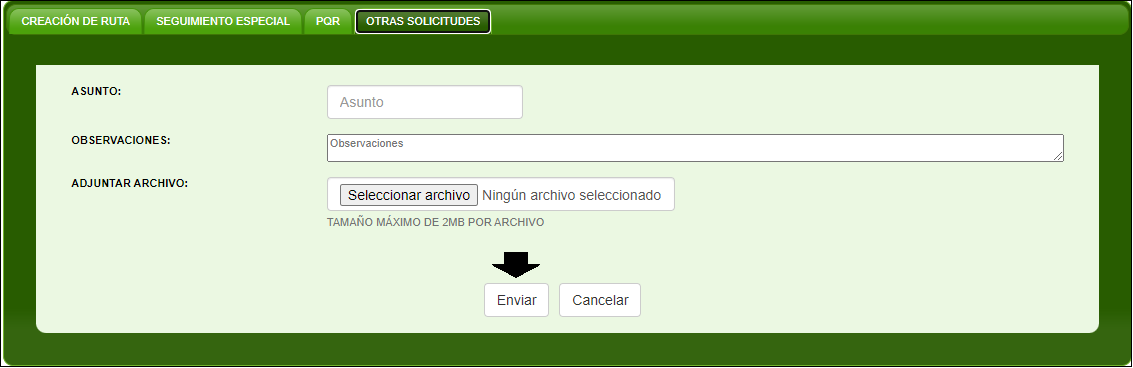 CREACIÓN DE RUTA SEGUIMIENTO ESPECIAL PQR OTRAS SOLICITUDES
ASUNTO: Asunto
OBSERVACIONES: Observaciones
ADJUNTAR ARCHIVO: Seleccionar archivo Ningún archivo seleccionado
TAMAÑO MÁXIMO DE 2MB POR ARCHIVO
Enviar Cancelar